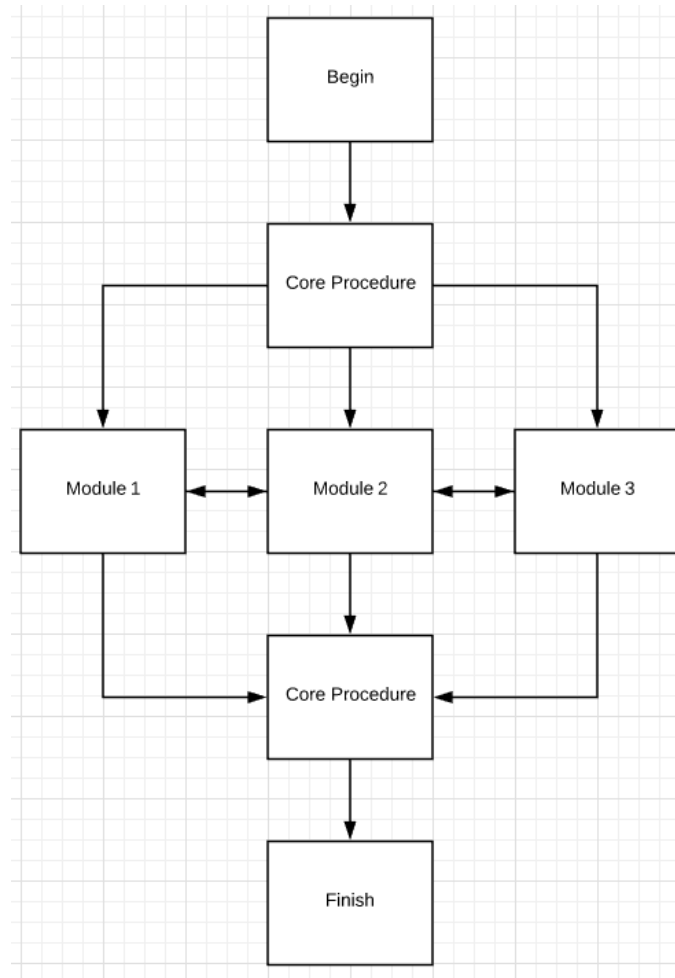 Begin
Core Procedure
Module 1
Module 2
Module 3
Core Procedure
Finish